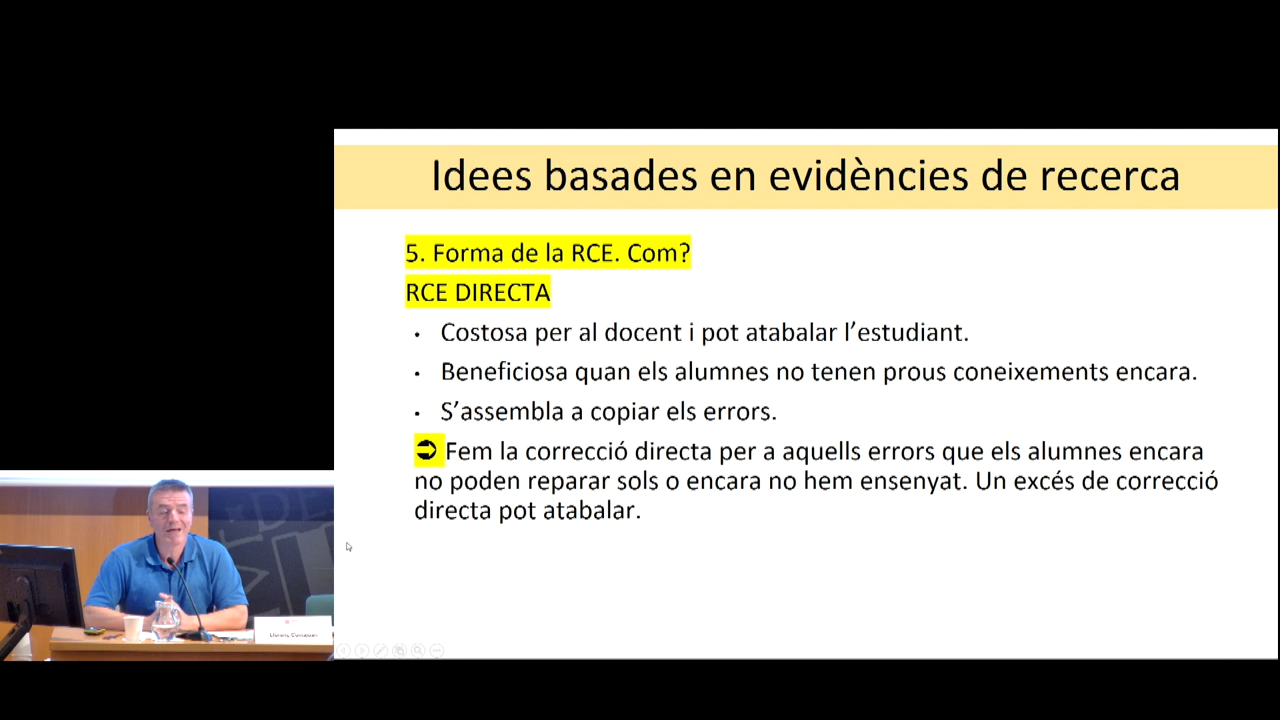 Idees basades en evidències de recerca
5. Forma de la RCE. Com?
RCE DIRECTA
• Costosa per al docent i pot atabalar l’estudiant.
• Beneficiosa quan els alumnes no tenen prous coneixements encara.
• S’assembla a copiar els errors.
➲ Fem la correcció directa per a aquells errors que els alumnes encara
no poden reparar sols o encara no hem ensenyat. Un excés de correcció
directa pot atabalar.